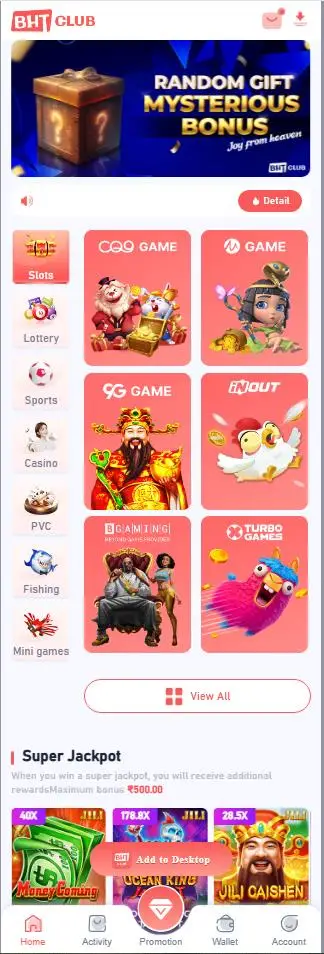 BHT CLUB
RANDOM GIFT
MYSTERIOUS
BONUS
Joy from heaven
BHT CLUB
Detail
Slots
Lottery
Sports
Casino
PVC
Fishing
Mini games
CQ9 GAME
GAME
9G GAME
INOUT
BGAMING
TURBO
GAMES
View All
Super Jackpot
When you win a super jackpot, you will receive additional
rewardsMaximum bonus ₹500.00
40X
JILI
178.8X
JILI
28.5X
JILI
Money Coming
OCEAN KING
JILI CAISHEN
BHT
Add to Desktop
Home
Activity
Promotion
Wallet
Account